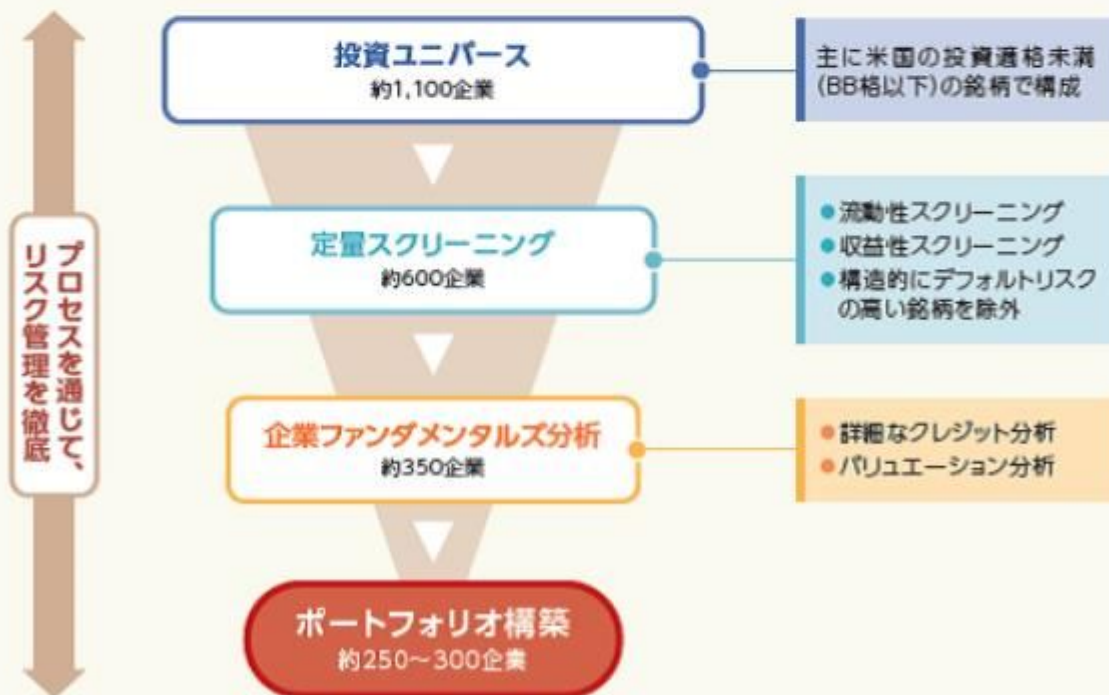 投資ユニバース
約1,100企業
主に米国の投資適格未満
(BB格以下)の銘柄で構成
定量スクリーニング
約600企業
●流動性スクリーニング
●収益性スクリーニング
●構造的にデフォルトリスク
の高い銘柄を除外
プロセスを通じて、
リスク管理を徹底
企業ファンダメンタルズ分析
約350企業
●詳細なクレジット分析
●バリュエーション分析
ポートフォリオ構築
約250~300企業